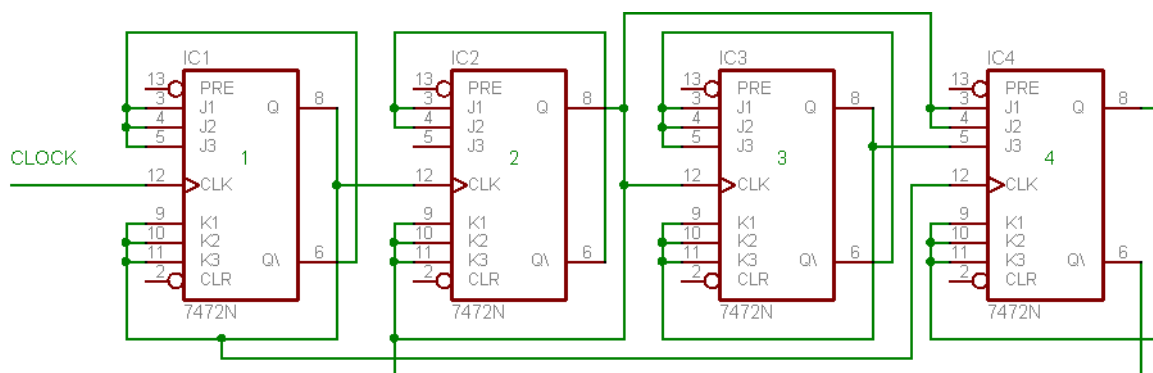 IC1
13 PRE
3 J1 Q 8
4 J2
5 J3
1
CLOCK
12 CLK
9 K1
10 K2
11 K3 Q\ 6
2 CLR
7472N
IC2
13 PRE
3 J1 Q 8
4 J2
5 J3
2
12 CLK
9 K1
10 K2
11 K3 Q\ 6
2 CLR
7472N
IC3
13 PRE
3 J1 Q 8
4 J2
5 J3
3
12 CLK
9 K1
10 K2
11 K3 Q\ 6
2 CLR
7472N
IC4
13 PRE
3 J1 Q 8
4 J2
5 J3
4
12 CLK
9 K1
10 K2
11 K3 Q\ 6
2 CLR
7472N